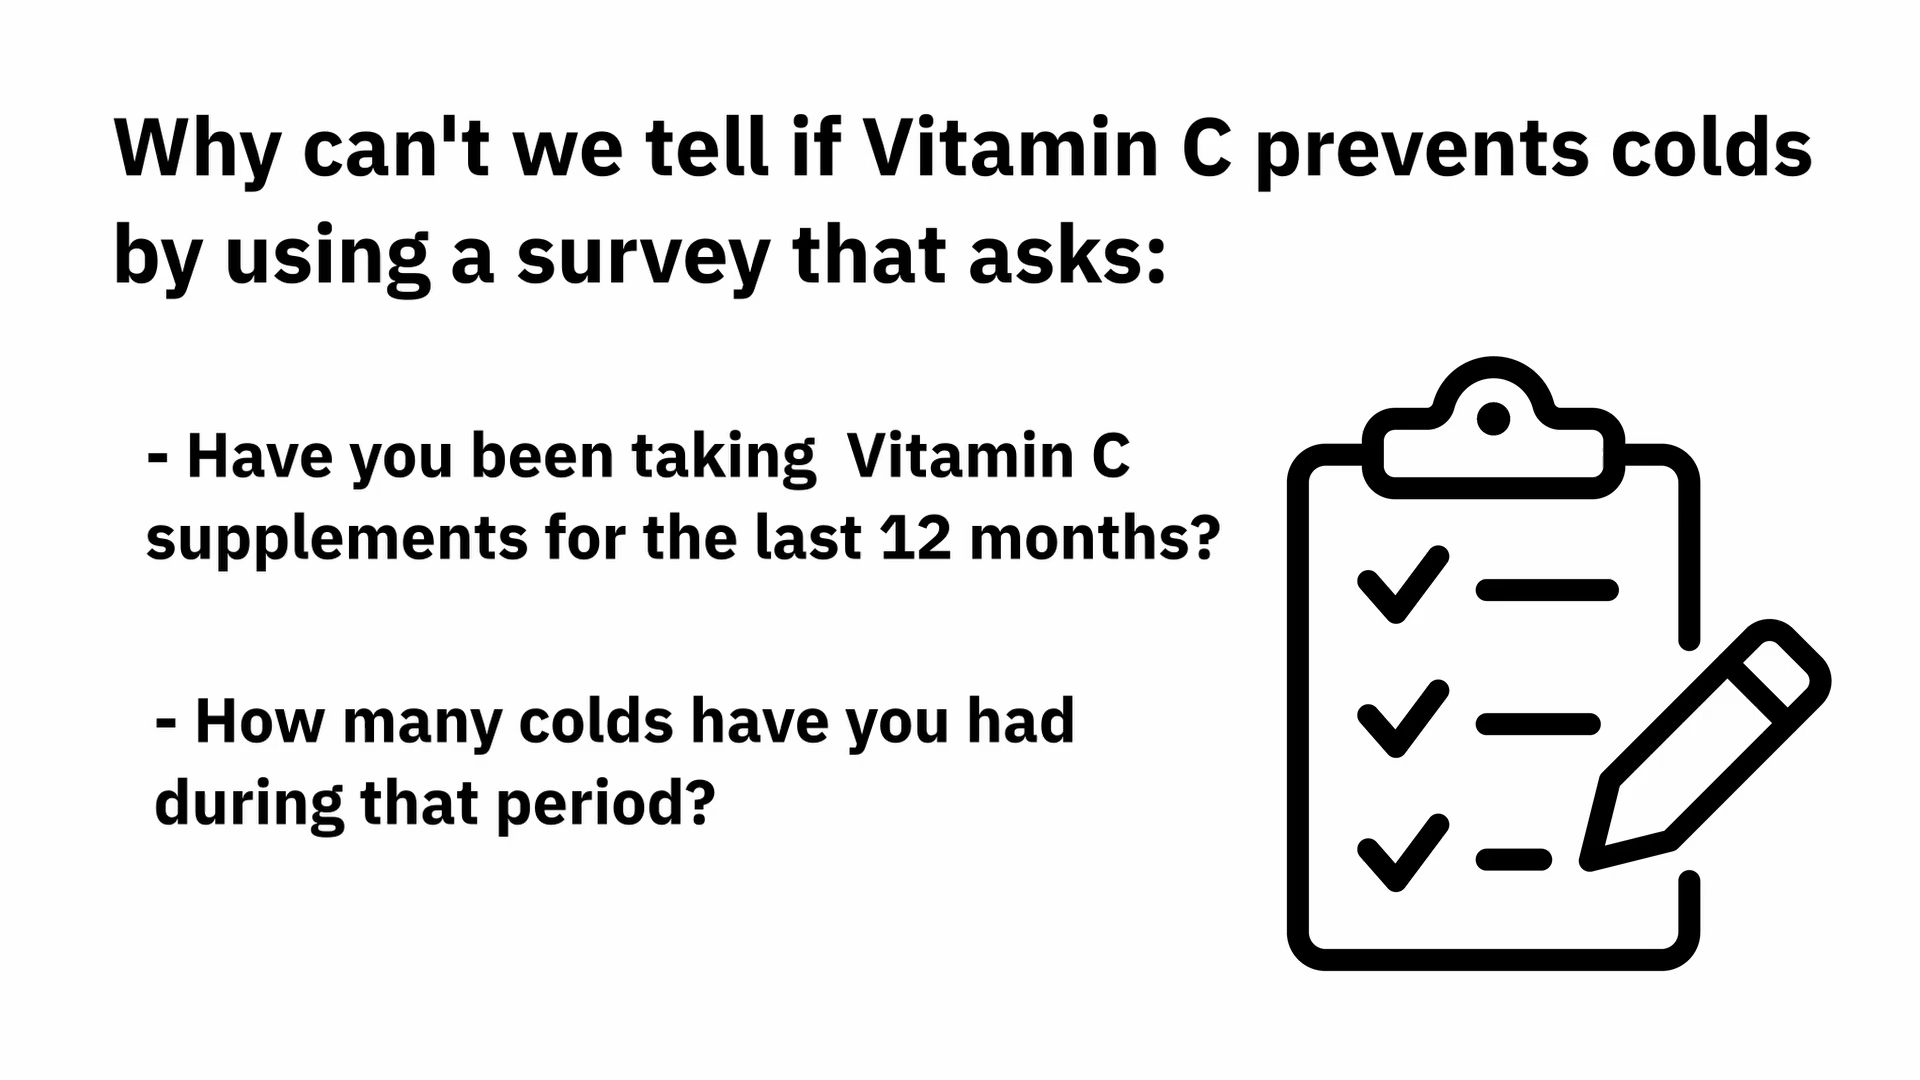 Why can't we tell if Vitamin C prevents colds
by using a survey that asks:
- Have you been taking  Vitamin C
supplements for the last 12 months?
- How many colds have you had
during that period?